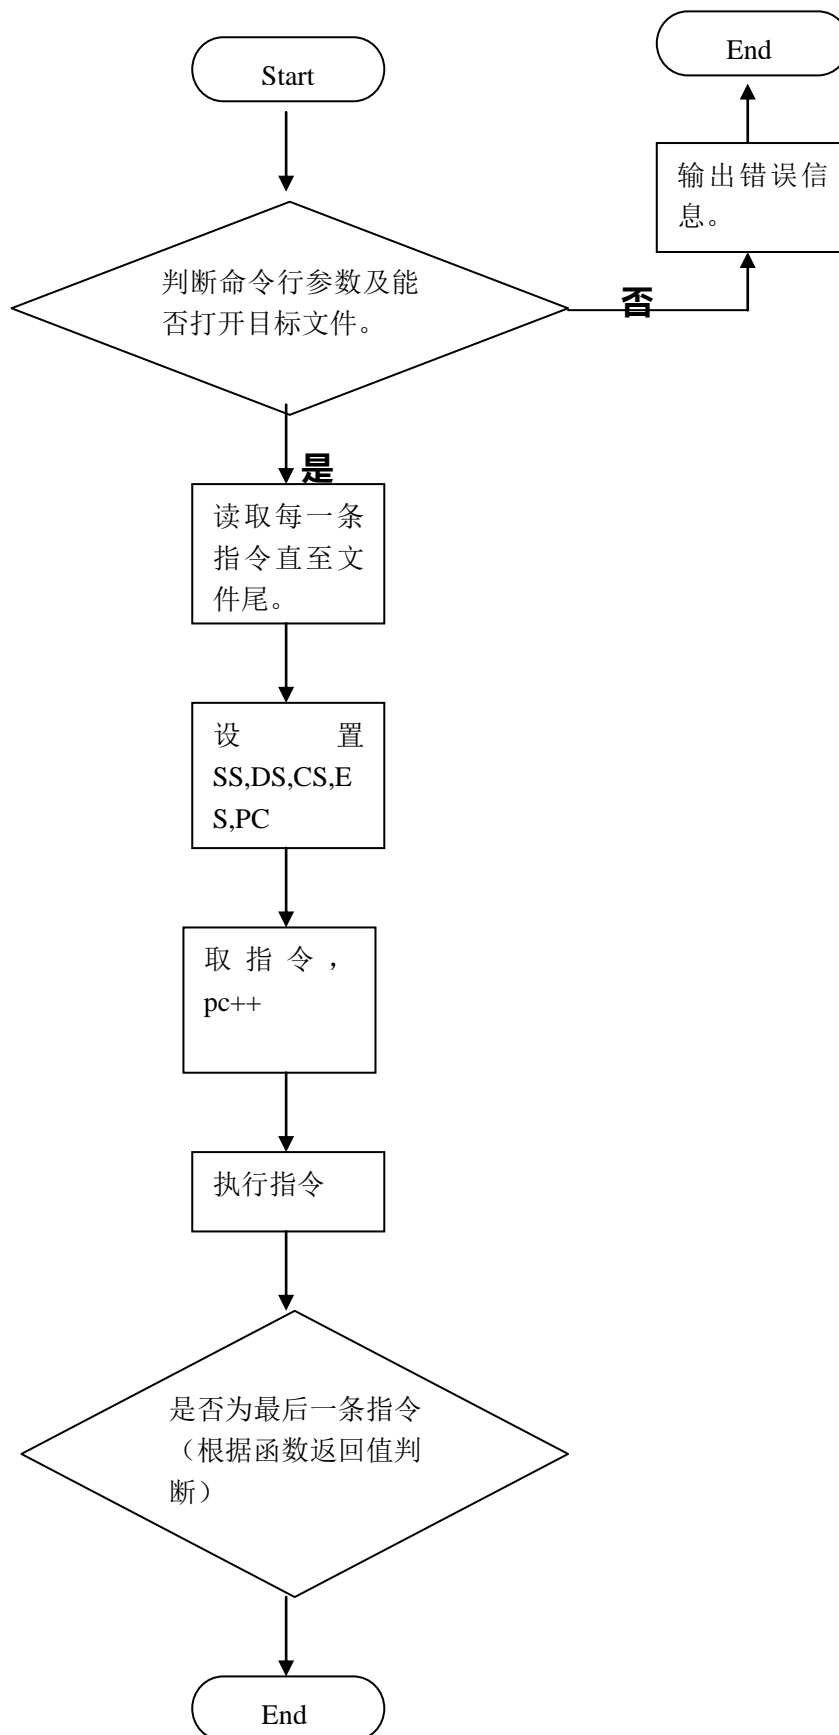 Start
End
输出错误信
息。
判断命令行参数及能
否打开目标文件。
否
是
读取每一条
指令直至文
件尾。
设 置
SS,DS,CS,E
S,PC
取指令，
pc++
执行指令
是否为最后一条指令
（根据函数返回值判
断）
End